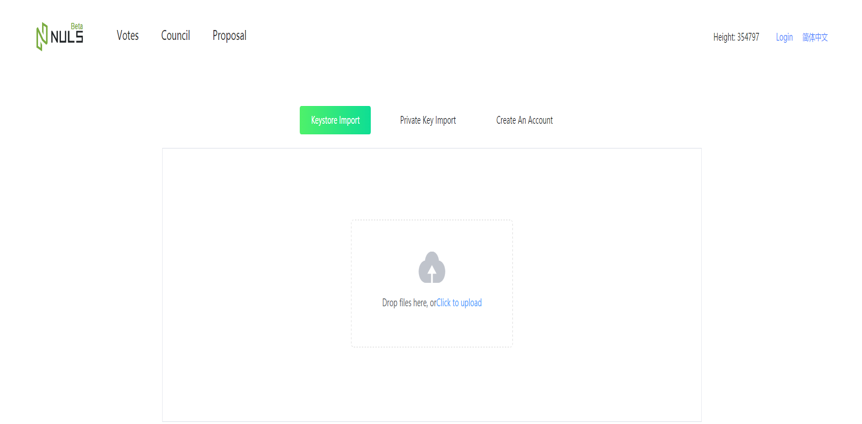 NULS Beta
Votes Council Proposal Height: 354797 Login 简体中文
Keystore Import Private Key Import Create An Account
Drop files here, orClick to upload